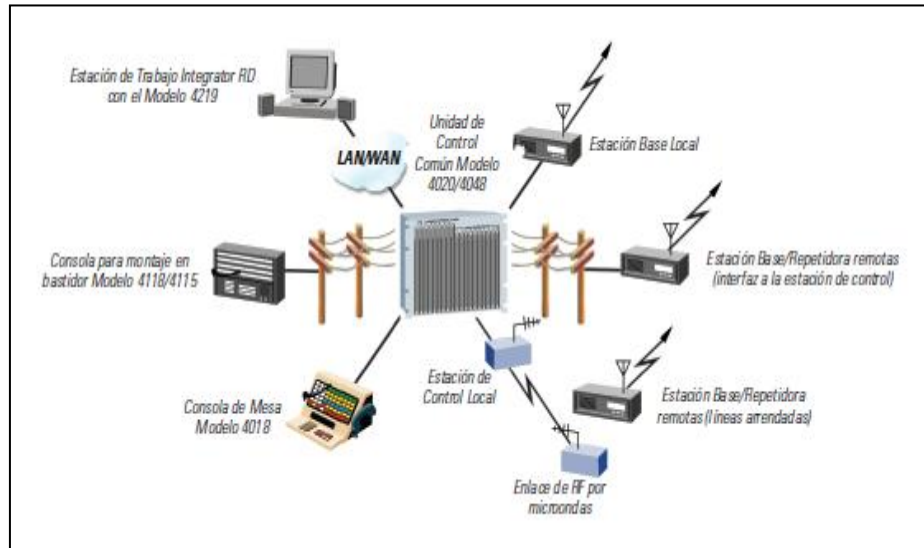 Estación de Trabajo Integrator RD
con el Modelo 4219
LAN/WAN
Unidad de
Control
Común Modelo
4020/4048
Estación Base Local
Consola para montaje en
bastidor Modelo 4118/4115
Estación Base/Repetidora remotas
(interfaz a la estación de control)
Consola de Mesa
Modelo 4018
Estación de
Control Local
Estación Base/Repetidora
remotas (líneas arrendadas)
Enlace de RF por
microondas